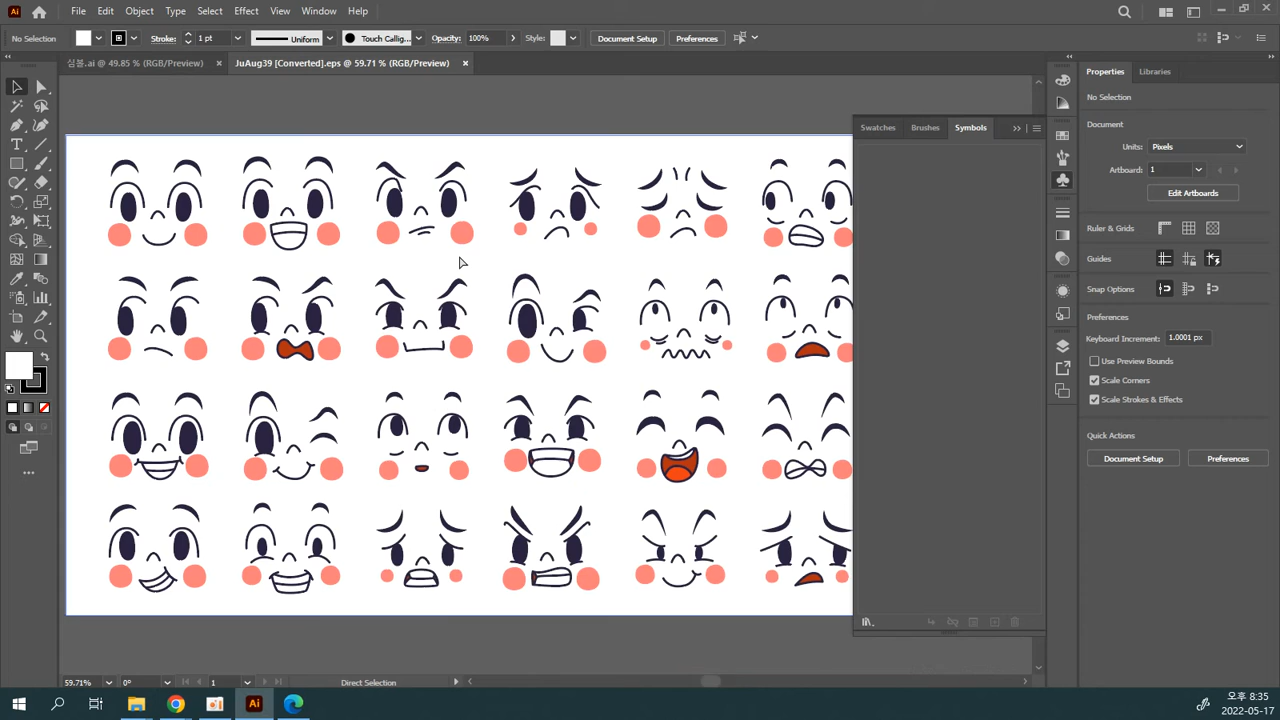 Ai File Edit Object Type Select Effect View Window Help
No Selection Stroke: 1 pt Uniform Touch Callig... Opacity: 100% Style: Document Setup Preferences
심봉.ai @ 49.85 % (RGB/Preview) × JuAug39 [Converted].eps @ 59.71 % (RGB/Preview) ×
Swatches Brushes Symbols
Properties Libraries
No Selection
Document
Units: Pixels
Artboard: 1
Edit Artboards
Ruler & Grids
Guides
Snap Options
Preferences
Keyboard Increment: 1.0001 px
Use Preview Bounds
Scale Corners
Scale Strokes & Effects
Quick Actions
Document Setup Preferences
59.71% 0° 1 Direct Selection
Ai
오후 8:35
2022-05-17